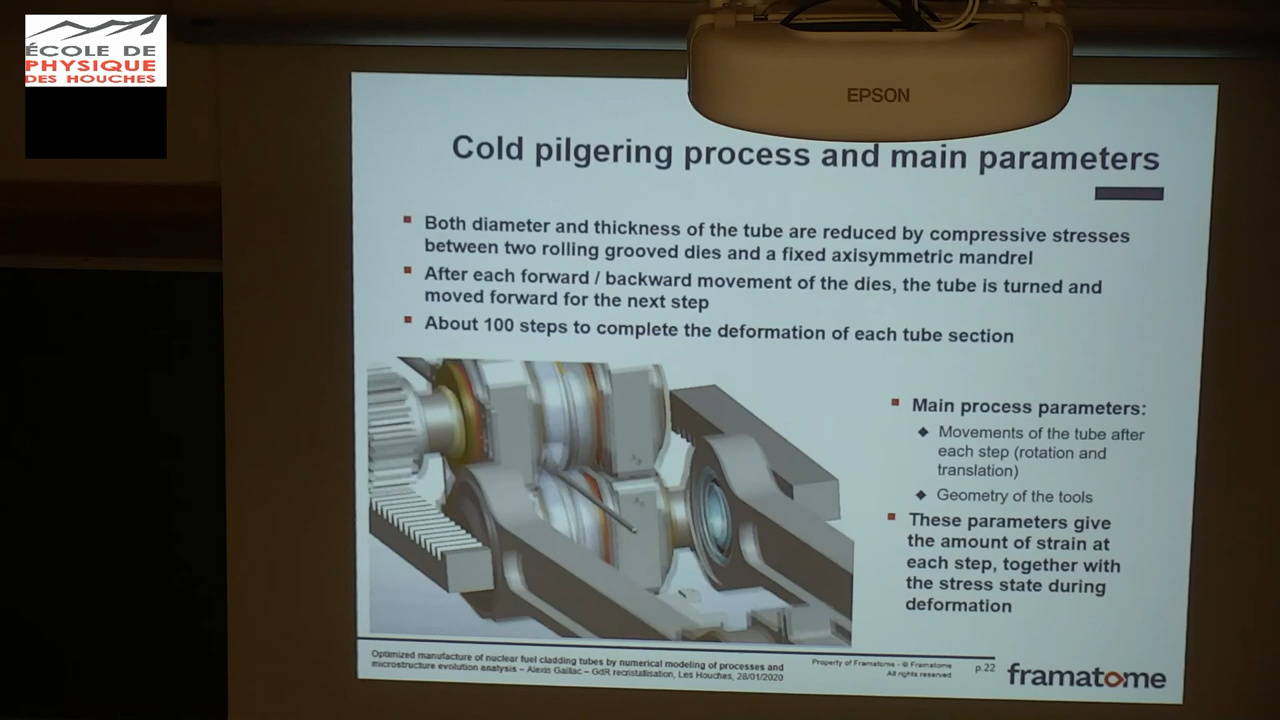 ÉCOLE DE
PHYSIQUE
DES HOUCHES
EPSON
Cold pilgering process and main parameters
Both diameter and thickness of the tube are reduced by compressive stresses
between two rolling grooved dies and a fixed axisymmetric mandrel
After each forward / backward movement of the dies, the tube is turned and
moved forward for the next step
About 100 steps to complete the deformation of each tube section
Main process parameters:
Movements of the tube after
each step (rotation and
translation)
Geometry of the tools
These parameters give
the amount of strain at
each step, together with
the stress state during
deformation
Optimized manufacture of nuclear fuel cladding tubes by numerical modeling of processes and
microstructure evolution analysis – Alexis Gaillac – GdR recristallisation, Les Houches, 28/01/2020
Property of Framatome - © Framatome
All rights reserved
p.22
framatome